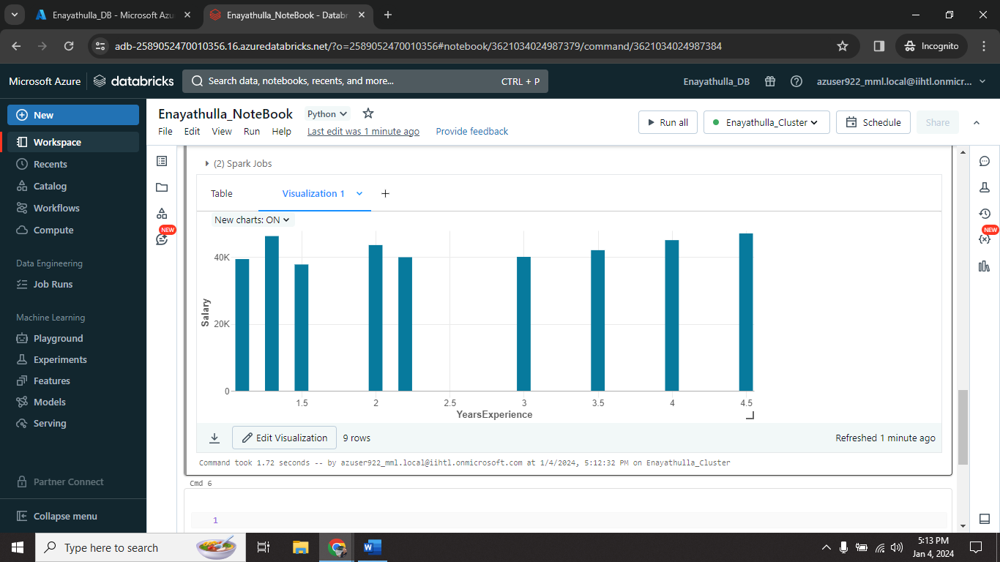 Enayathulla_DB - Microsoft Azu
Enayathulla_NoteBook - Datab
adb-2589052470010356.16.azuredatabricks.net/?o=2589052470010356#notebook/3621034024987379/command/3621034024987384
Incognito
Microsoft Azure
databricks
Search data, notebooks, recents, and more...
CTRL + P
Enayathulla_DB
azuser922_mml.local@iihtl.onmicr...
New
Workspace
Recents
Catalog
Workflows
Compute
Data Engineering
Job Runs
Machine Learning
Playground
Experiments
Features
Models
Serving
Partner Connect
Collapse menu
Enayathulla_NoteBook
Python
File Edit View Run Help Last edit was 1 minute ago Provide feedback
Run all
Enayathulla_Cluster
Schedule
Share
NEW
(2) Spark Jobs
Table
Visualization 1
New charts: ON
40K
20K
0
Salary
1.5 2 2.5 3 3.5 4 4.5
YearsExperience
Edit Visualization
9 rows
Refreshed 1 minute ago
Command took 1.72 seconds -- by azuser922_mml.local@iihtl.onmicrosoft.com at 1/4/2024, 5:12:32 PM on Enayathulla_Cluster
Cmd 6
1
NEW
{x}
Type here to search
W
5:13 PM
Jan 4, 2024